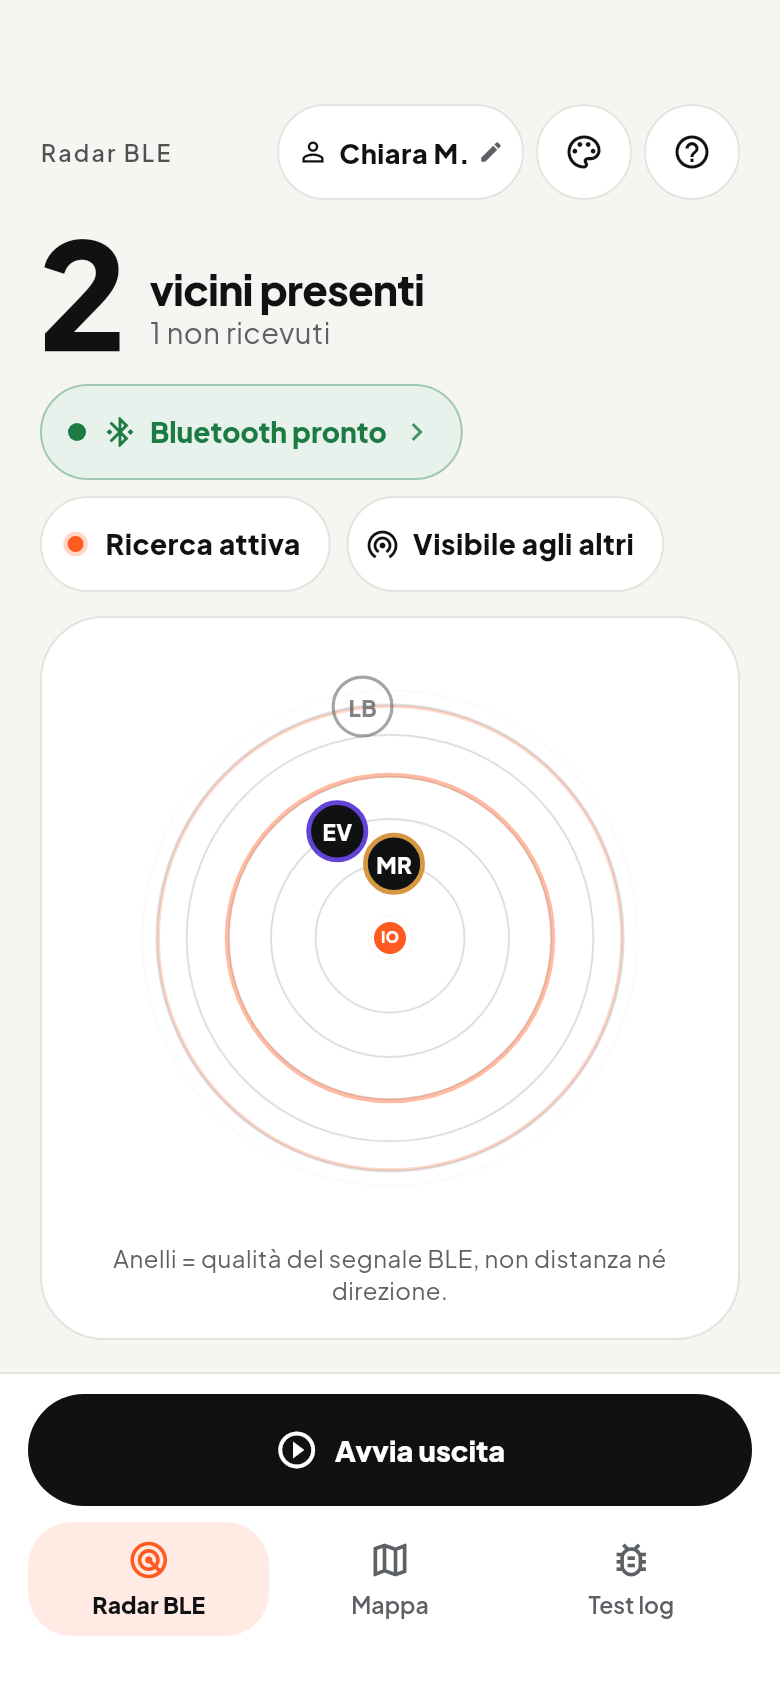 Radar BLE
Chiara M.
2 vicini presenti
1 non ricevuti
Bluetooth pronto
Ricerca attiva
Visibile agli altri
LB
EV
MR
IO
Anelli = qualità del segnale BLE, non distanza né
direzione.
Avvia uscita
Radar BLE
Mappa
Test log